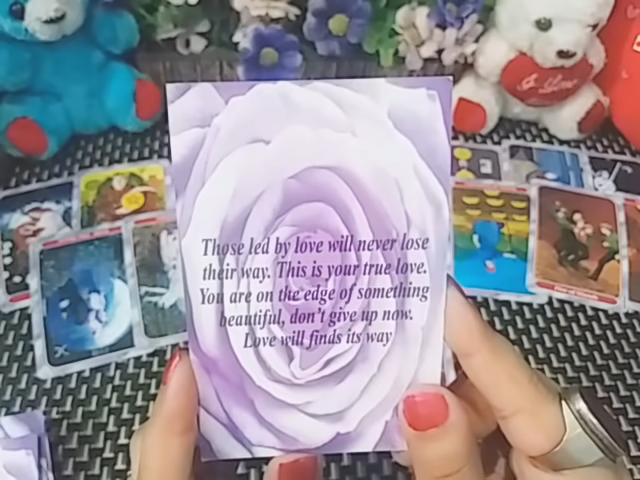 Those led by love will never lose
their way. This is your true love.
You are on the edge of something
beautiful, don't give up now.
Love will finds its way